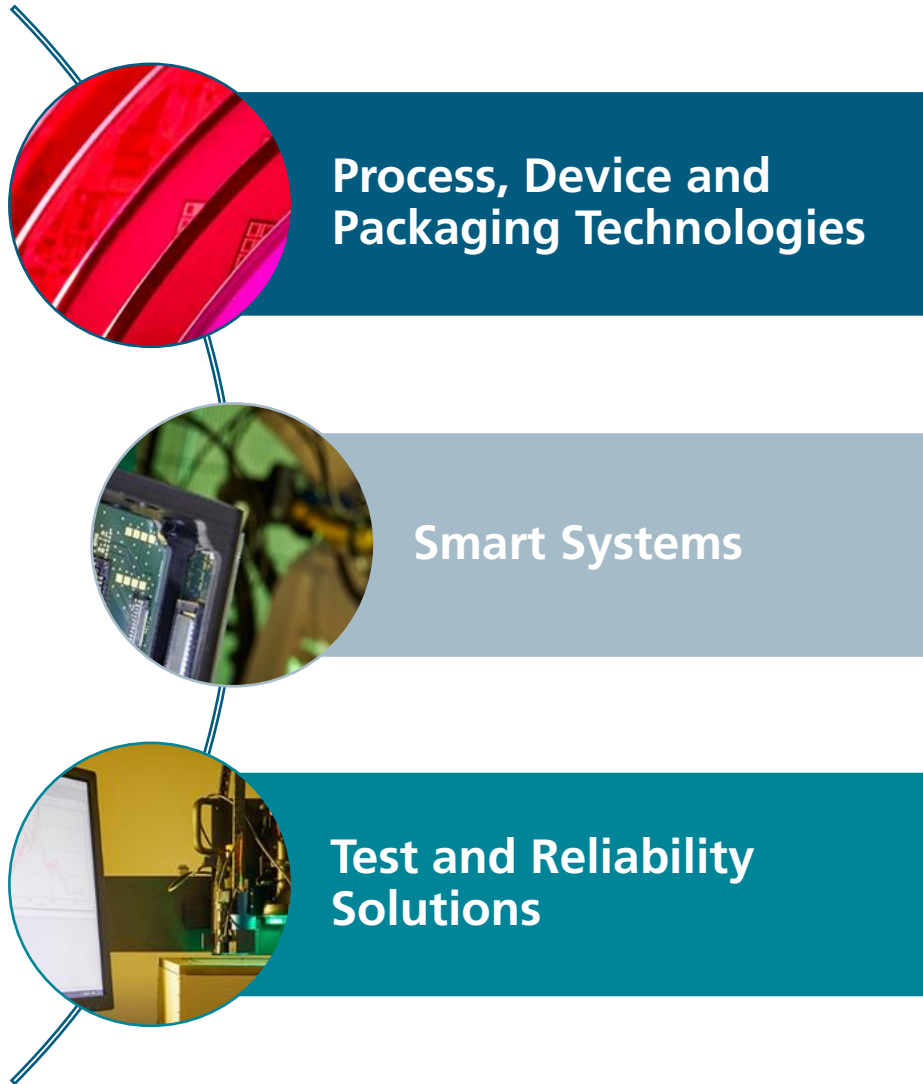 Process, Device and
Packaging Technologies
Smart Systems
Test and Reliability
Solutions